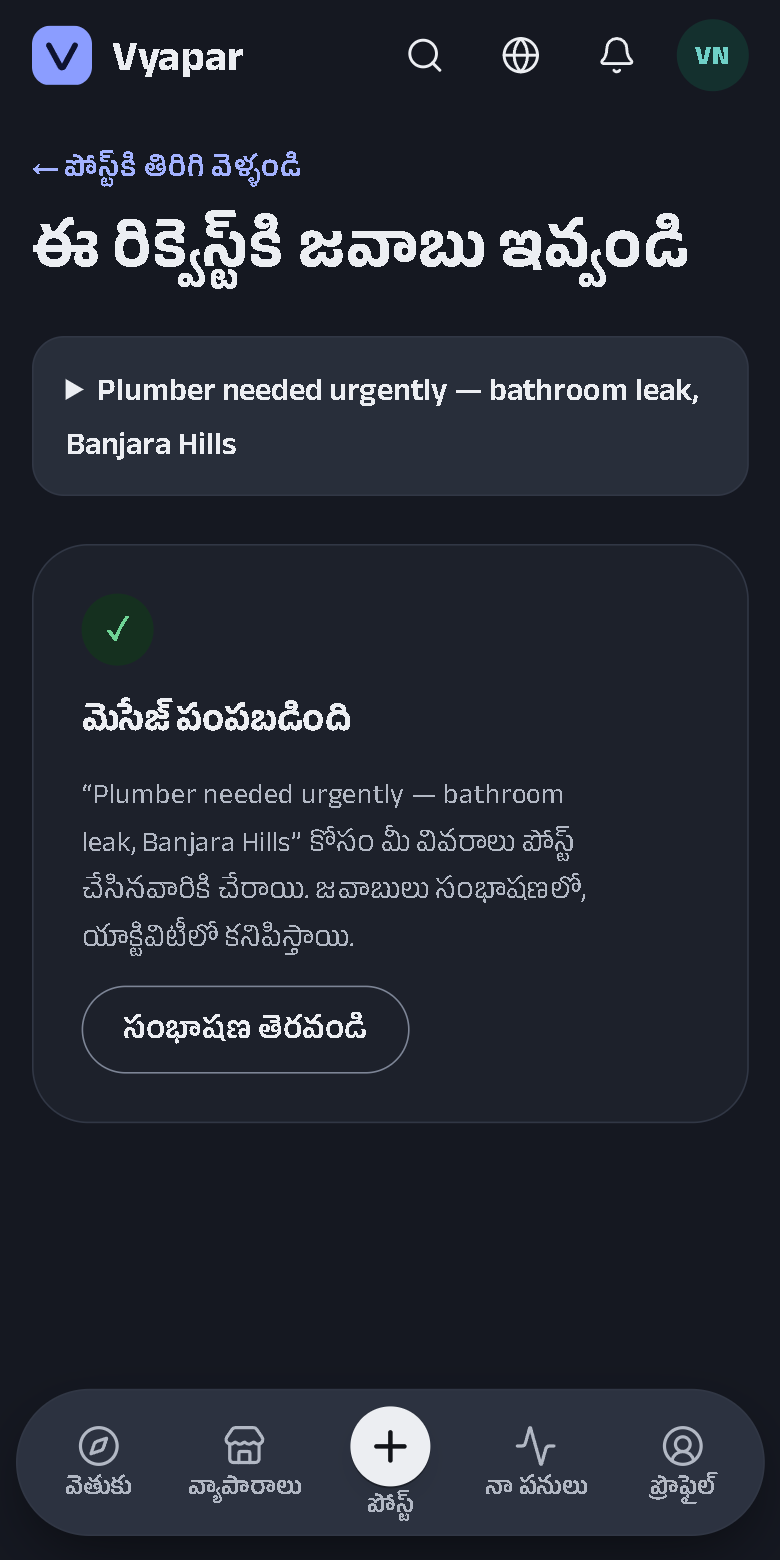 V Vyapar VN
← పోస్ట్‌కి తిరిగి వెళ్ళండి
ఈ రిక్వెస్ట్‌కి జవాబు ఇవ్వండి
▶ Plumber needed urgently — bathroom leak,
Banjara Hills
✓
మెసేజ్ పంపబడింది
“Plumber needed urgently — bathroom
leak, Banjara Hills” కోసం మీ వివరాలు పోస్ట్
చేసినవారికి చేరాయి. జవాబులు సంభాషణలో,
యాక్టివిటీలో కనిపిస్తాయి.
సంభాషణ తెరవండి
వెతుకు వ్యాపారాలు పోస్ట్ నా పనులు ప్రొఫైల్